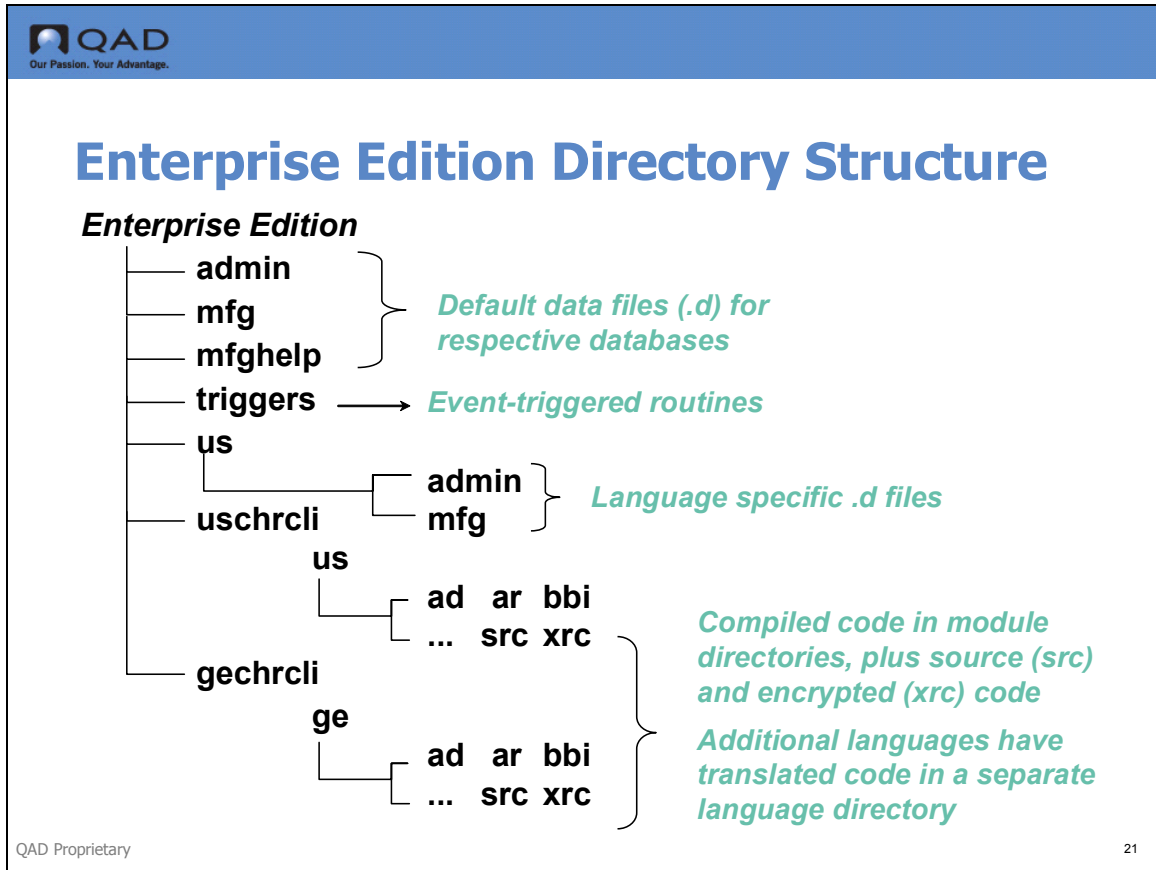 QAD
Our Passion. Your Advantage.
Enterprise Edition Directory Structure
Enterprise Edition
admin
mfg
mfghelp
Default data files (.d) for
respective databases
triggers
Event-triggered routines
us
admin
mfg
Language specific .d files
uschrcli
us
ad ar bbi
... src xrc
gechrcli
ge
ad ar bbi
... src xrc
Compiled code in module
directories, plus source (src)
and encrypted (xrc) code
Additional languages have
translated code in a separate
language directory
QAD Proprietary
21